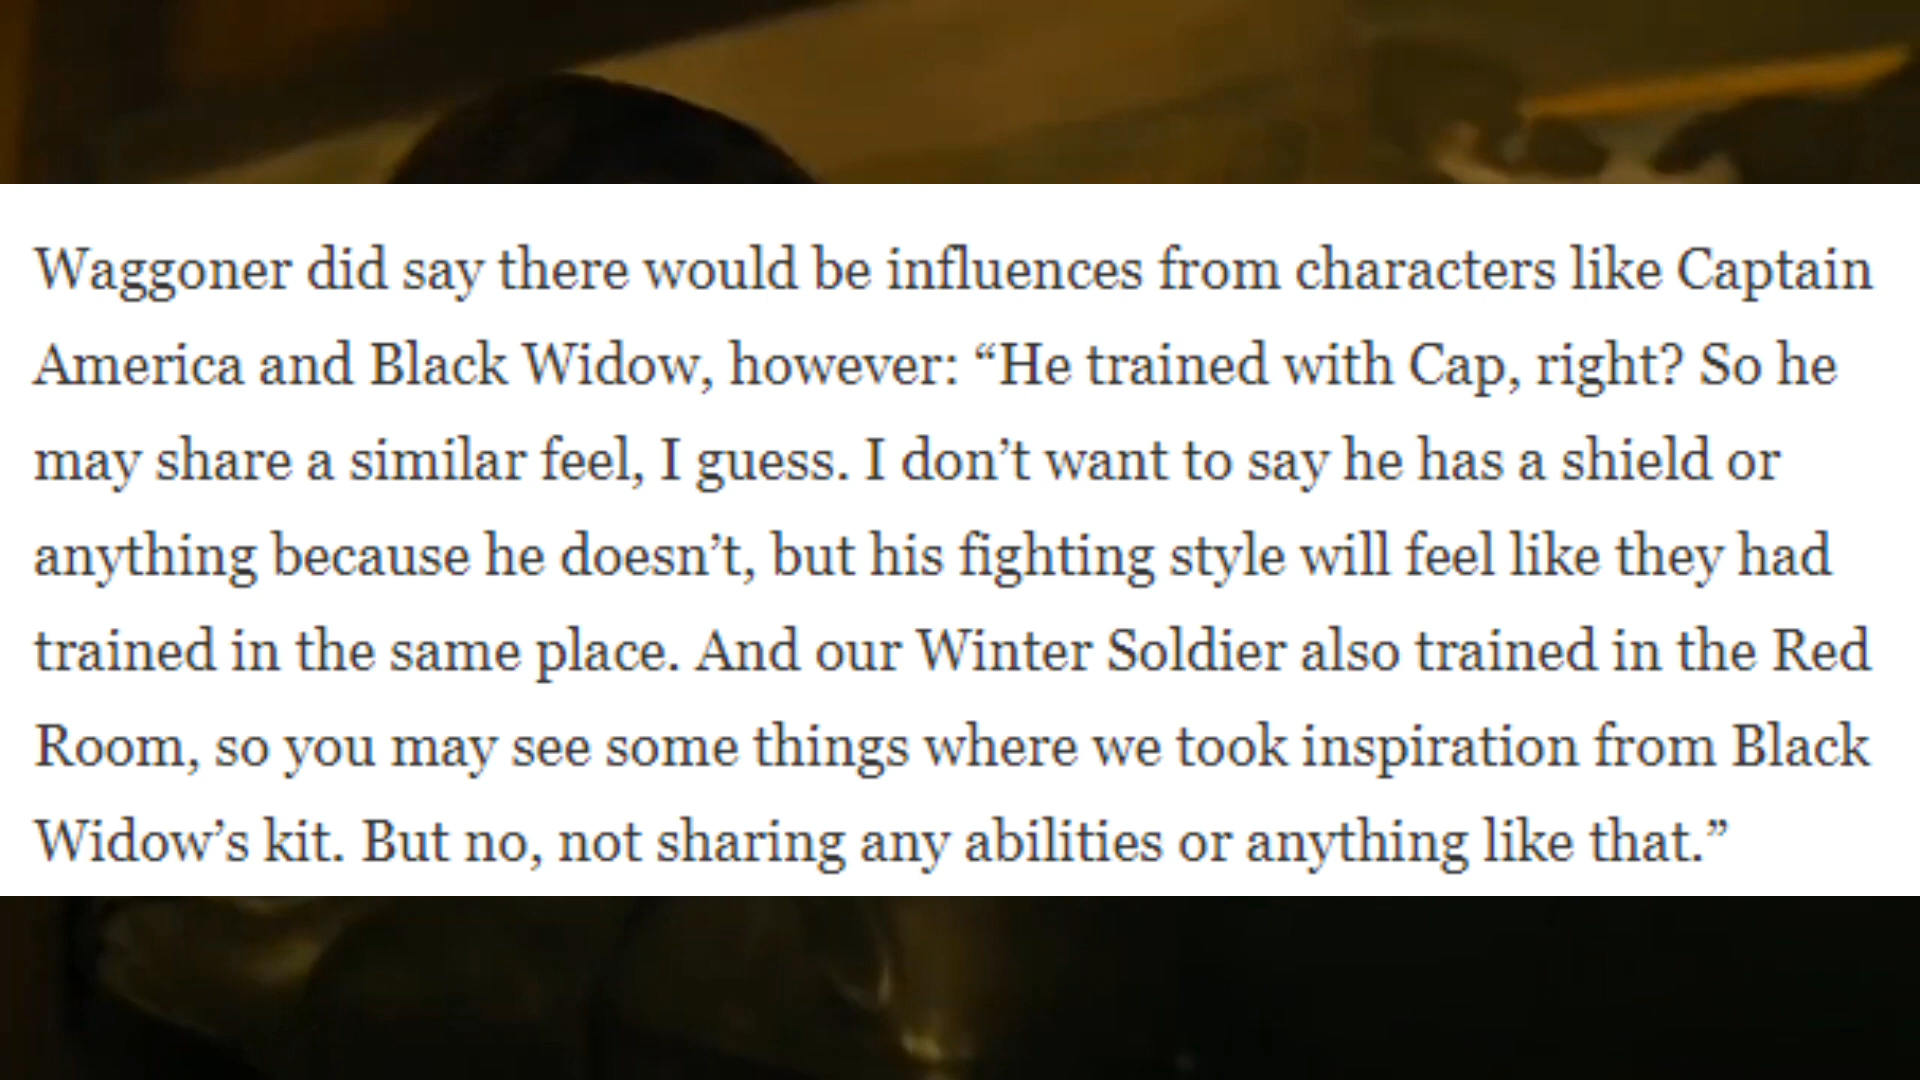 Waggoner did say there would be influences from characters like Captain
America and Black Widow, however: “He trained with Cap, right? So he
may share a similar feel, I guess. I don’t want to say he has a shield or
anything because he doesn’t, but his fighting style will feel like they had
trained in the same place. And our Winter Soldier also trained in the Red
Room, so you may see some things where we took inspiration from Black
Widow’s kit. But no, not sharing any abilities or anything like that.”